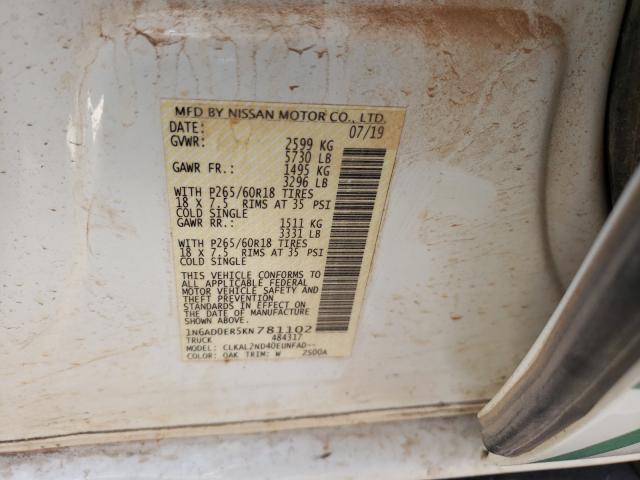 MFD BY NISSAN MOTOR CO., LTD.
DATE: 07/19
GVWR: 2599 KG
5730 LB
GAWR FR.: 1495 KG
3296 LB
WITH P265/60R18 TIRES
18 X 7.5 RIMS AT 35 PSI
COLD SINGLE
GAWR RR.: 1511 KG
3331 LB
WITH P265/60R18 TIRES
18 X 7.5 RIMS AT 35 PSI
COLD SINGLE
THIS VEHICLE CONFORMS TO
ALL APPLICABLE FEDERAL
MOTOR VEHICLE SAFETY AND
THEFT PREVENTION
STANDARDS IN EFFECT ON
THE DATE OF MANUFACTURE
SHOWN ABOVE.
1N6AD0ER5KN781102
TRUCK 484317
MODEL: CLKAL2ND40EUNFAD--
COLOR: QAK TRIM: W 2500A